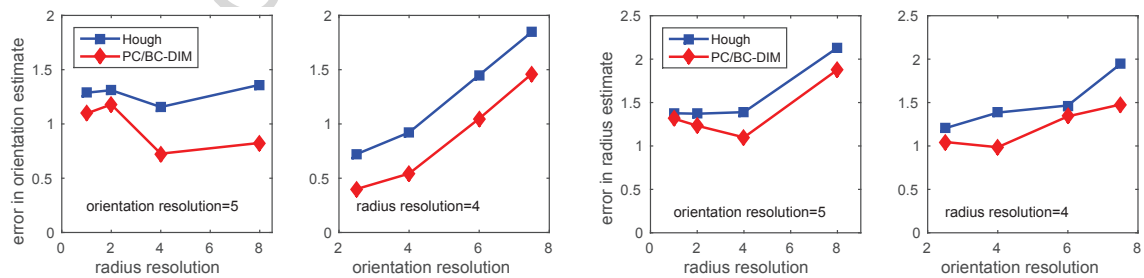 error in orientation estimate
2
1.5
1
0.5
0
Hough
PC/BC-DIM
orientation resolution=5
0 2 4 6 8
radius resolution
2
1.5
1
0.5
0
radius resolution=4
2 4 6 8
orientation resolution
error in radius estimate
2.5
2
1.5
1
0.5
0
Hough
PC/BC-DIM
orientation resolution=5
0 2 4 6 8
radius resolution
2.5
2
1.5
1
0.5
0
radius resolution=4
2 4 6 8
orientation resolution